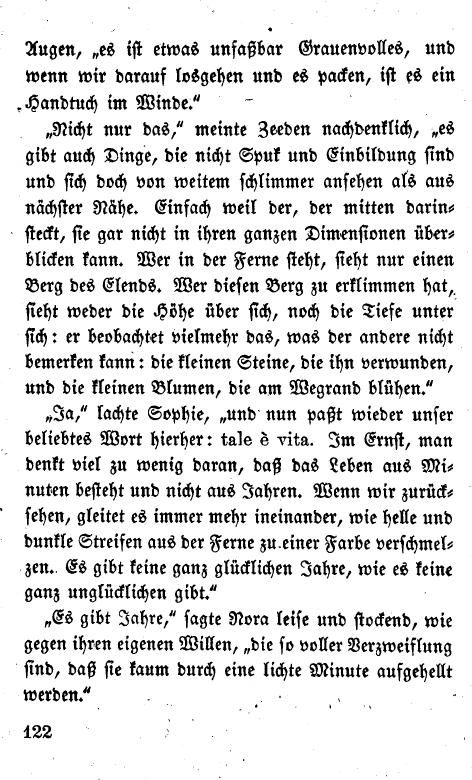 Augen, „es ist etwas unfaßbar Grauenvolles, und
wenn wir darauf losgehen und es packen, ist es ein
Handtuch im Winde.“
„Nicht nur das,“ meinte Zeeden nachdenklich, „es
gibt auch Dinge, die nicht Spuk und Einbildung sind
und sich doch von weitem schlimmer ansehen als aus
nächster Nähe. Einfach weil der, der mitten darin-
steckt, sie gar nicht in ihren ganzen Dimensionen über-
blicken kann. Wer in der Ferne steht, sieht nur einen
Berg des Elends. Wer diesen Berg zu erklimmen hat,
sieht weder die Höhe über sich, noch die Tiefe unter
sich: er beobachtet vielmehr das, was der andere nicht
bemerken kann: die kleinen Steine, die ihn verwunden,
und die kleinen Blumen, die am Wegrand blühen.“
„Ja,“ lachte Sophie, „und nun paßt wieder unser
beliebtes Wort hierher: tale è vita. Im Ernst, man
denkt viel zu wenig daran, daß das Leben aus Mi-
nuten besteht und nicht aus Jahren. Wenn wir zurück-
sehen, gleitet es immer mehr ineinander, wie helle und
dunkle Streifen aus der Ferne zu einer Farbe verschmel-
zen. Es gibt keine ganz glücklichen Jahre, wie es keine
ganz unglücklichen gibt.“
„Es gibt Jahre,“ sagte Nora leise und stockend, wie
gegen ihren eigenen Willen, „die so voller Verzweiflung
sind, daß sie kaum durch eine lichte Minute aufgehellt
werden.“
122